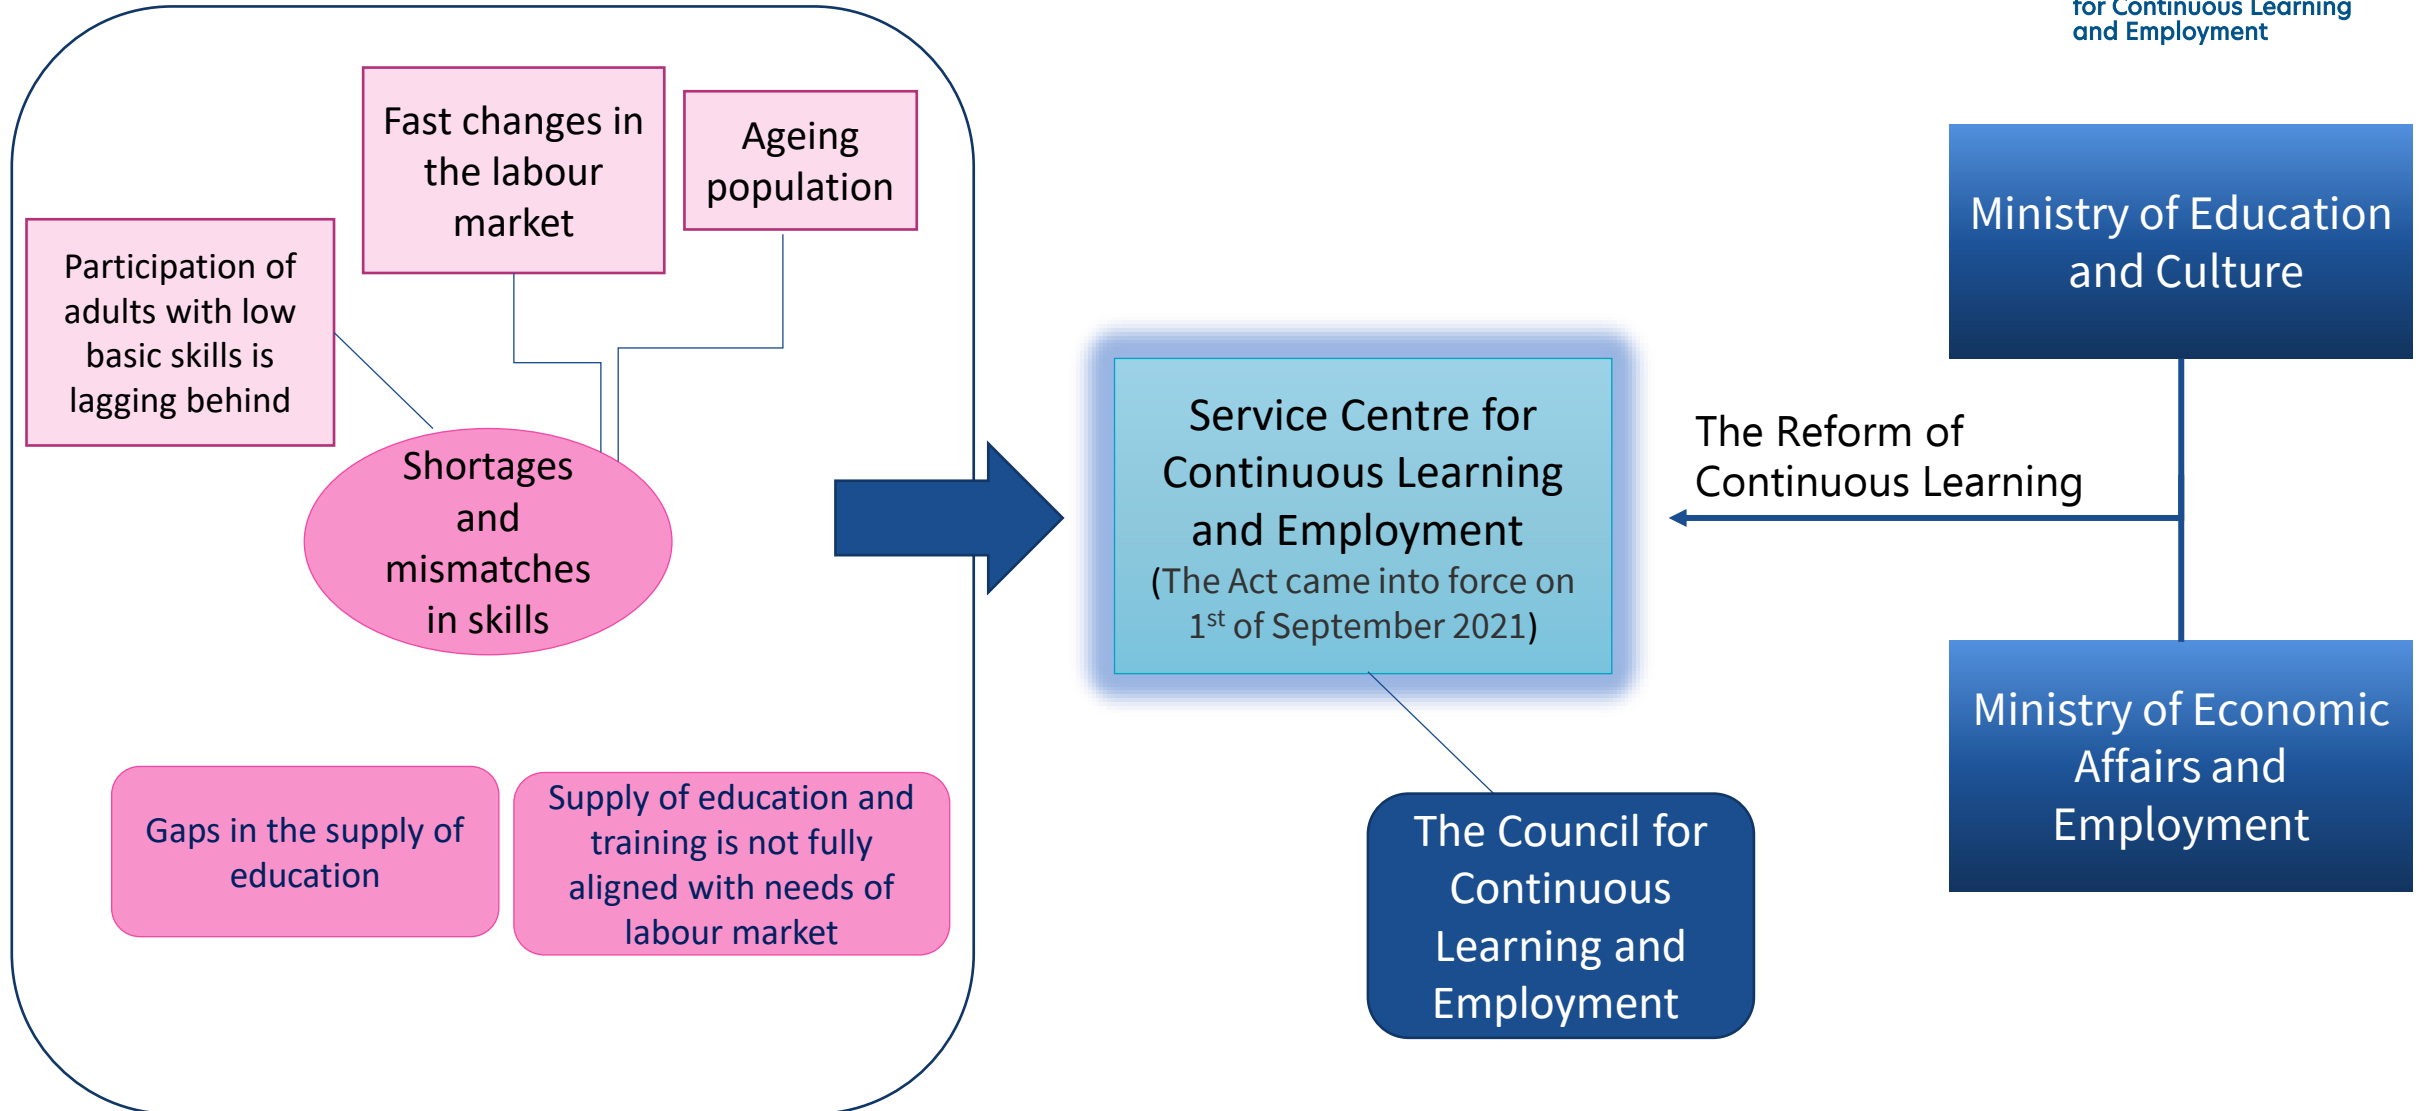 for Continuous Learning
and Employment
Fast changes in
the labour
market
Ageing
population
Participation of
adults with low
basic skills is
lagging behind
Shortages
and
mismatches
in skills
Gaps in the supply of
education
Supply of education and
training is not fully
aligned with needs of
labour market
Service Centre for
Continuous Learning
and Employment
(The Act came into force on
1st of September 2021)
The Council for
Continuous
Learning and
Employment
The Reform of
Continuous Learning
Ministry of Education
and Culture
Ministry of Economic
Affairs and
Employment